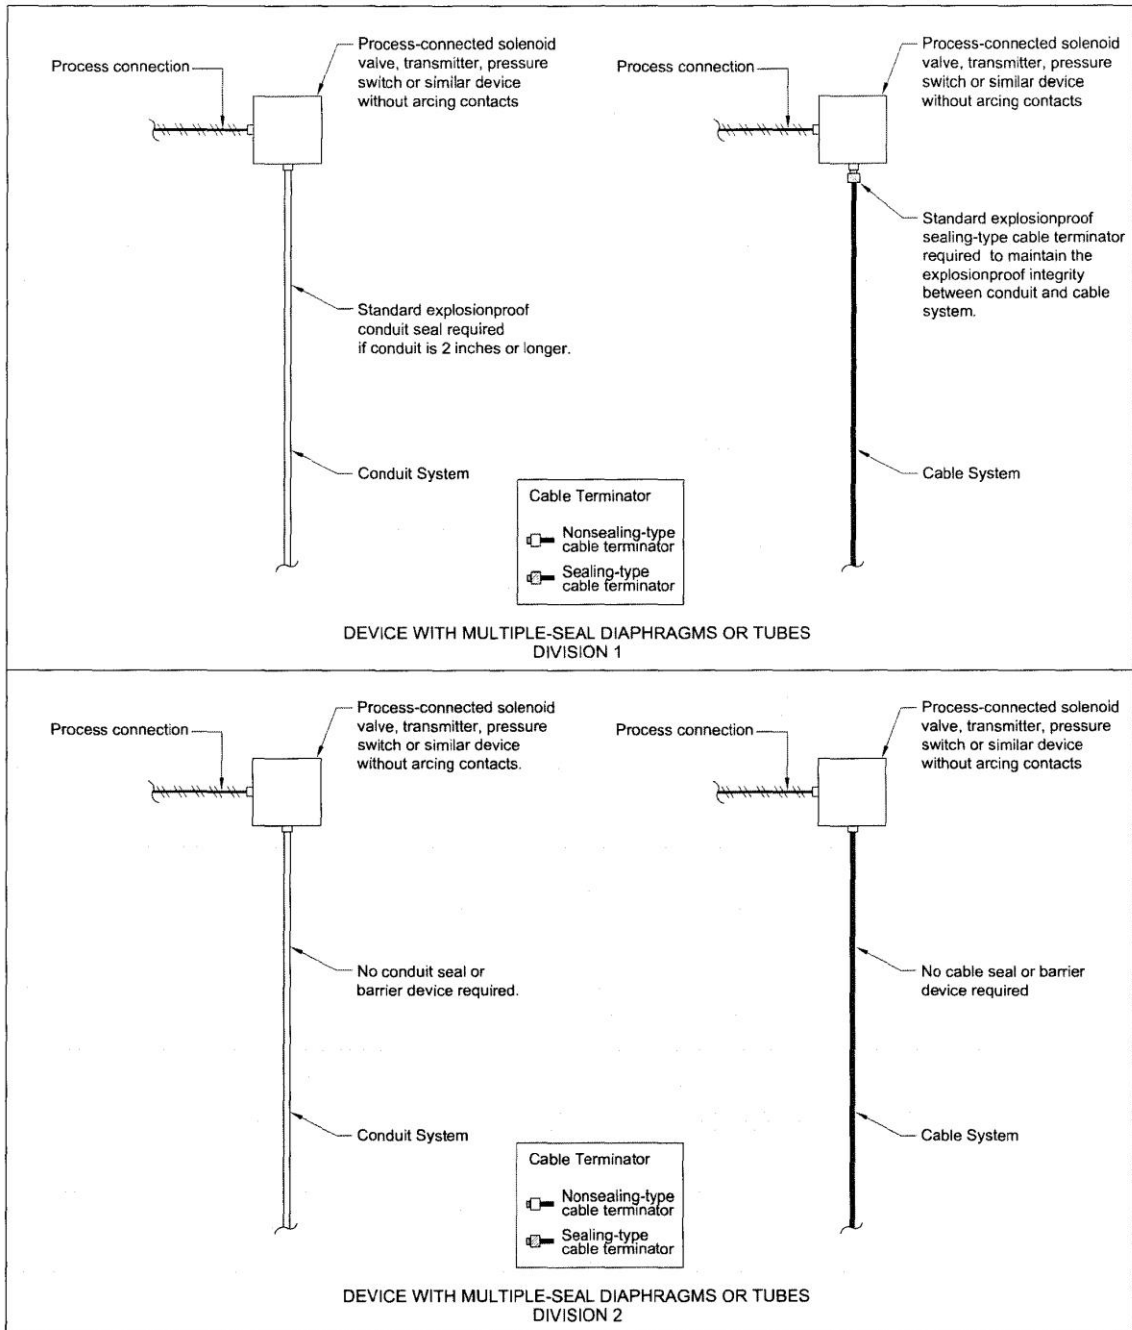 Process connection
Process-connected solenoid
valve, transmitter, pressure
switch or similar device
without arcing contacts
Standard explosionproof
conduit seal required
if conduit is 2 inches or longer.
Conduit System
Process connection
Process-connected solenoid
valve, transmitter, pressure
switch or similar device
without arcing contacts
Standard explosionproof
sealing-type cable terminator
required to maintain the
explosionproof integrity
between conduit and cable
system.
Cable System
Cable Terminator
Nonsealing-type
cable terminator
Sealing-type
cable terminator
DEVICE WITH MULTIPLE-SEAL DIAPHRAGMS OR TUBES
DIVISION 1
Process connection
Process-connected solenoid
valve, transmitter, pressure
switch or similar device
without arcing contacts.
No conduit seal or
barrier device required.
Conduit System
Process connection
Process-connected solenoid
valve, transmitter, pressure
switch or similar device
without arcing contacts
No cable seal or barrier
device required
Cable System
Cable Terminator
Nonsealing-type
cable terminator
Sealing-type
cable terminator
DEVICE WITH MULTIPLE-SEAL DIAPHRAGMS OR TUBES
DIVISION 2